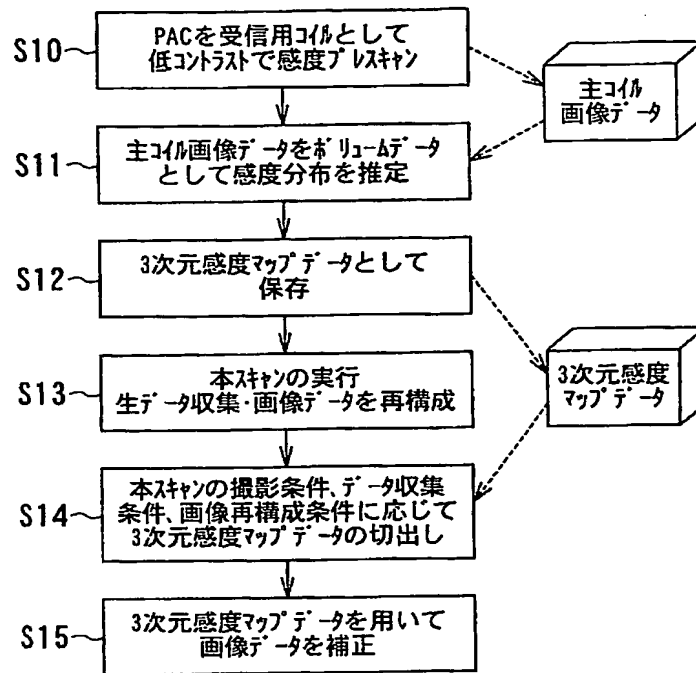 S10
PACを受信用コイルとして
低コントラストで感度プレスキャン
主コイル
画像データ
S11
主コイル画像データをボリュームデータ
として感度分布を推定
S12
3次元感度マップデータとして
保存
S13
本スキャンの実行
生データ収集・画像データを再構成
3次元感度
マップデータ
S14
本スキャンの撮影条件、データ収集
条件、画像再構成条件に応じて
3次元感度マップデータの切出し
S15
3次元感度マップデータを用いて
画像データを補正